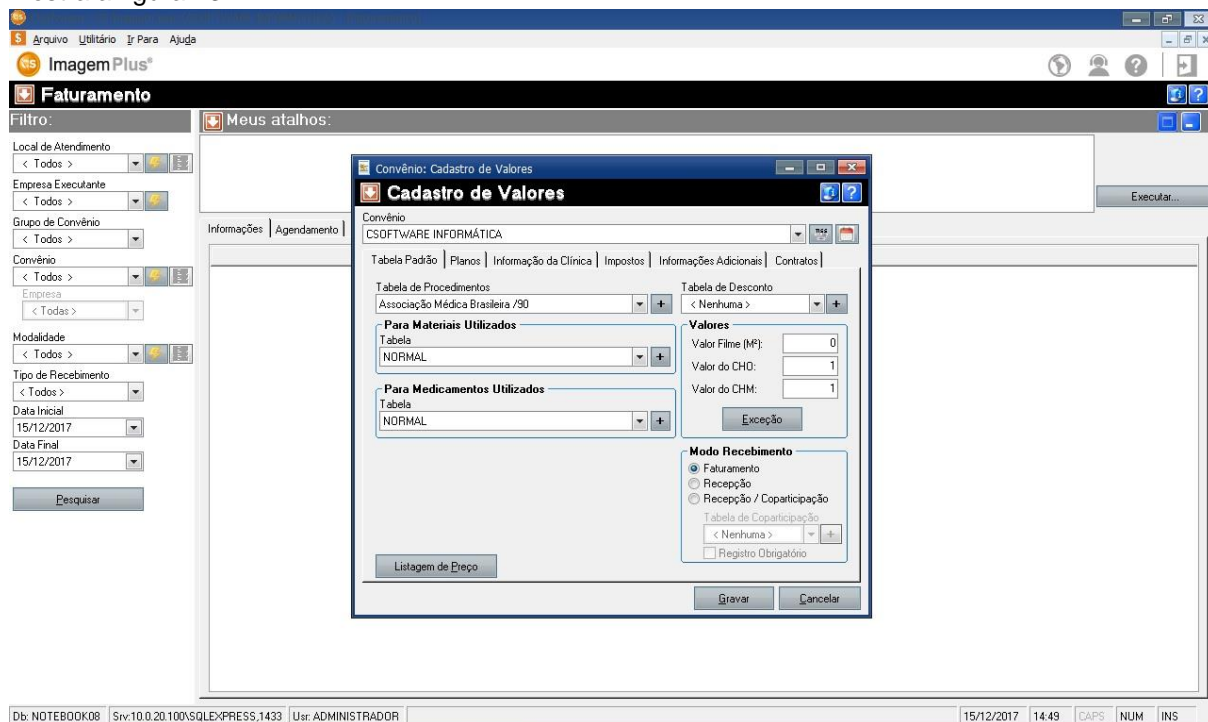 Arquivo Utilitário Ir Para Ajuda
ImagemPlus®
Faturamento
Filtro:
Meus atalhos:
Local de Atendimento
< Todos >
Empresa Executante
< Todos >
Grupo de Convênio
< Todos >
Convênio
< Todos >
Empresa
< Todas >
Modalidade
< Todos >
Tipo de Recebimento
< Todos >
Data Inicial
15/12/2017
Data Final
15/12/2017
Pesquisar
Executar...
Informações Agendamento
Convênio: Cadastro de Valores
Cadastro de Valores
Convênio
CSOFTWARE INFORMÁTICA
Tabela Padrão Planos Informação da Clínica Impostos Informações Adicionais Contratos
Tabela de Procedimentos
Associação Médica Brasileira /90
Para Materiais Utilizados
Tabela
NORMAL
Para Medicamentos Utilizados
Tabela
NORMAL
Tabela de Desconto
< Nenhuma >
Valores
Valor Filme (M²): 0
Valor do CHO: 1
Valor do CHM: 1
Exceção
Modo Recebimento
Faturamento
Recepção
Recepção / Coparticipação
Tabela de Coparticipação
< Nenhuma >
Registro Obrigatório
Listagem de Preço
Gravar Cancelar
Db: NOTEBOOK08 Srv:10.0.20.100\SQLEXPRESS,1433 Usr: ADMINISTRADOR 15/12/2017 14:49 CAPS NUM INS